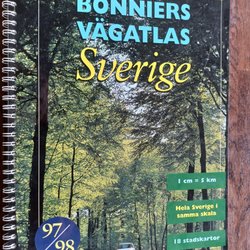 BONNIERS
VÄGATLAS
Sverige
1 cm = 5 km
Hela Sverige i
samma skala
18 stadskartor
97/
98